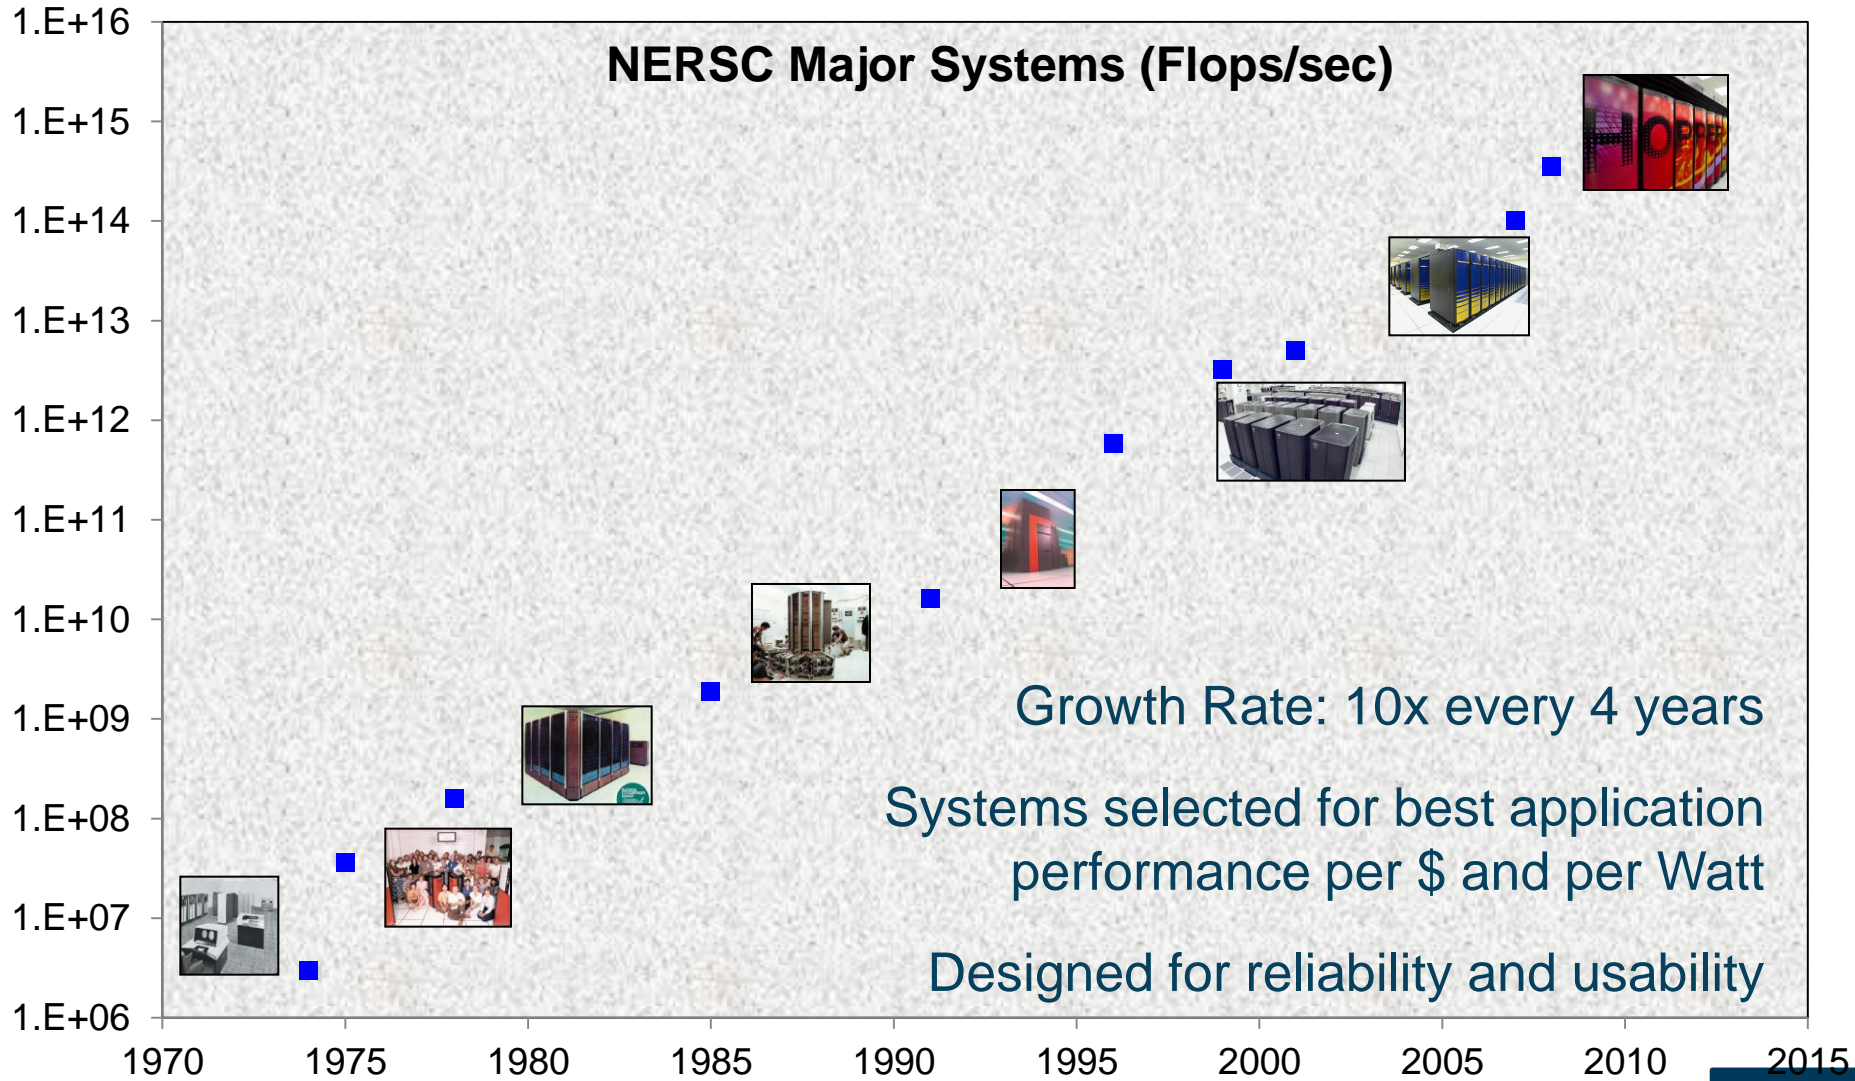 NERSC Major Systems (Flops/sec)
1.E+16
1.E+15
1.E+14
1.E+13
1.E+12
1.E+11
1.E+10
1.E+09
1.E+08
1.E+07
1.E+06
HOPPER
Growth Rate: 10x every 4 years
Systems selected for best application
performance per $ and per Watt
Designed for reliability and usability
1970 1975 1980 1985 1990 1995 2000 2005 2010 2015